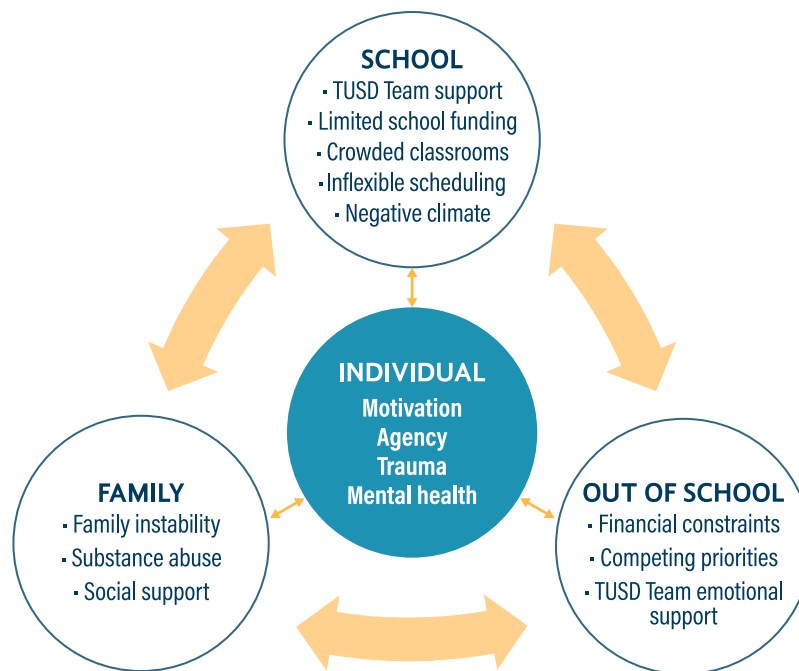 SCHOOL
▪ TUSD Team support
▪ Limited school funding
▪ Crowded classrooms
▪ Inflexible scheduling
▪ Negative climate
INDIVIDUAL
Motivation
Agency
Trauma
Mental health
FAMILY
▪ Family instability
▪ Substance abuse
▪ Social support
OUT OF SCHOOL
▪ Financial constraints
▪ Competing priorities
▪ TUSD Team emotional
support